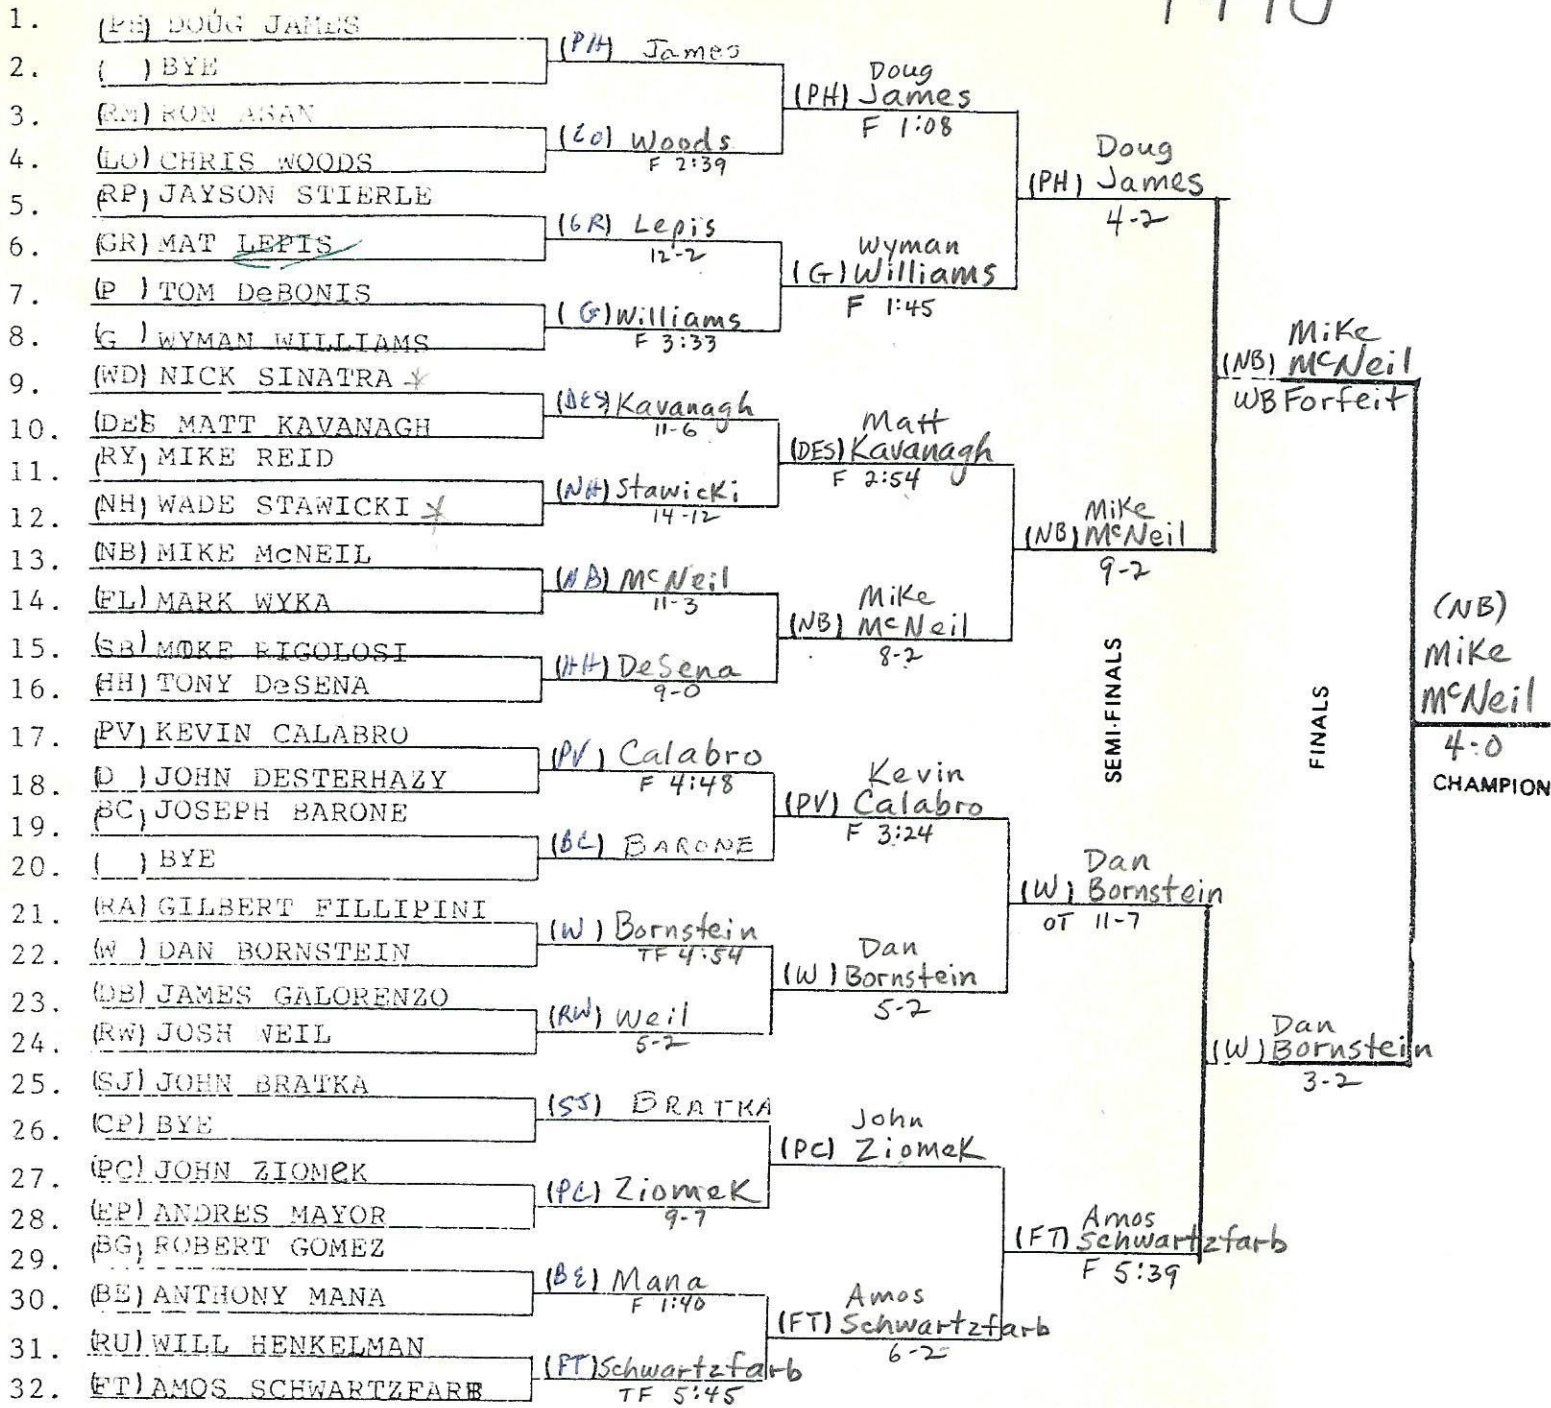 1. (PH) DOUG JAMES
2. ( ) BYE
3. (RM) RON ASAN
4. (LO) CHRIS WOODS
5. (RP) JAYSON STIERLE
6. (GR) MAT LEPIS
7. (P ) TOM DeBONIS
8. (G ) WYMAN WILLIAMS
9. (WD) NICK SINATRA
10. (DES MATT KAVANAGH
11. (RY) MIKE REID
12. (NH) WADE STAWICKI
13. (NB) MIKE McNEIL
14. (FL) MARK WYKA
15. (SB) MIKE RIGOLOSI
16. (HH) TONY DeSENA
17. (PV) KEVIN CALABRO
18. (D ) JOHN DESTERHAZY
19. (BC) JOSEPH BARONE
20. ( ) BYE
21. (RA) GILBERT FILLIPINI
22. (W ) DAN BORNSTEIN
23. (DB) JAMES GALORENZO
24. (RW) JOSH WEIL
25. (SJ) JOHN BRATKA
26. (CP) BYE
27. (PC) JOHN ZIOMeK
28. (EP) ANDRES MAYOR
29. (BG) ROBERT GOMEZ
30. (BE) ANTHONY MANA
31. (RU) WILL HENKELMAN
32. (FT) AMOS SCHWARTZFARB
(PH) James
(LO) Woods
F 2:39
(GR) Lepis
12-2
(G) Williams
F 3:33
(DES) Kavanagh
11-6
(NH) Stawicki
14-12
(NB) McNeil
11-3
(HH) DeSena
9-0
(PV) Calabro
F 4:48
(BC) BARONE
(W) Bornstein
TF 4:54
(RW) Weil
5-2
(SJ) BRATKA
(PC) ZiomeK
9-7
(BE) Mana
F 1:40
(FT) Schwartzfarb
TF 5:45
Doug
(PH) James
F 1:08
Wyman
(G) Williams
F 1:45
Matt
(DES) Kavanagh
F 2:54
Mike
(NB) McNeil
8-2
Kevin
(PV) Calabro
F 3:24
Dan
(W) Bornstein
5-2
John
(PC) ZiomeK
Amos
(FT) Schwartzfarb
6-2
Doug
(PH) James
4-2
Mike
(NB) McNeil
9-2
SEMI-FINALS
Dan
(W) Bornstein
OT 11-7
Amos
(FT) Schwartzfarb
F 5:39
Mike
(NB) McNeil
WB Forfeit
FINALS
Dan
(W) Bornstein
3-2
(NB)
Mike
McNeil
4-0
CHAMPION